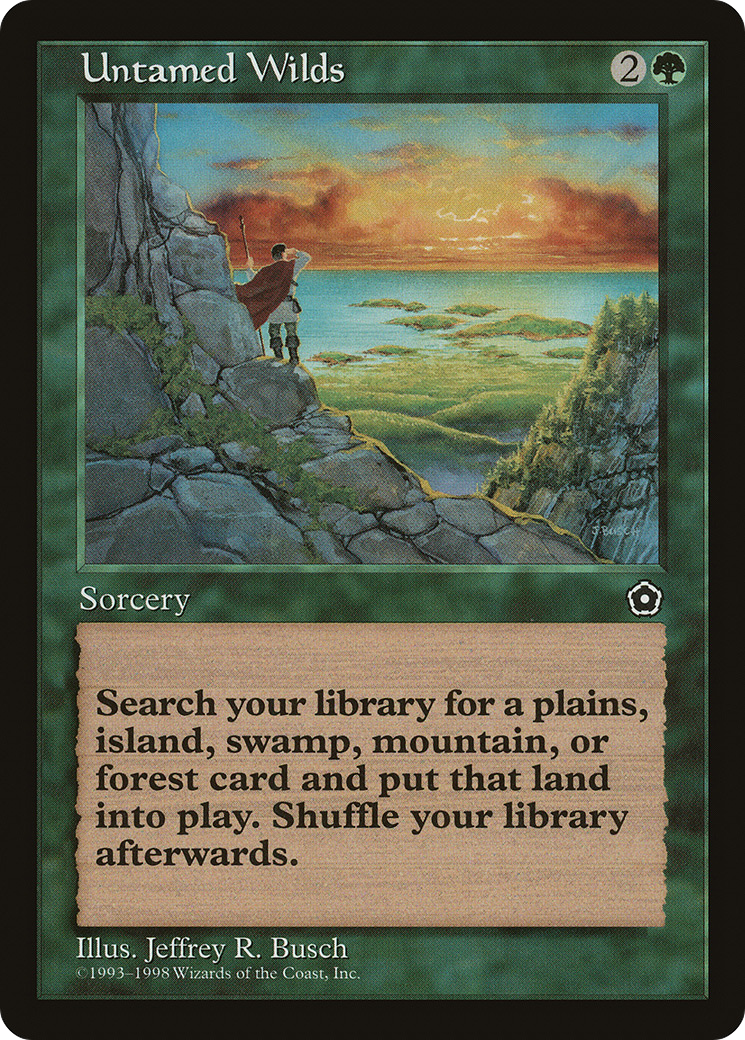 Untamed Wilds
2
J. BUSCH
Sorcery
Search your library for a plains,
island, swamp, mountain, or
forest card and put that land
into play. Shuffle your library
afterwards.
Illus. Jeffrey R. Busch
©1993–1998 Wizards of the Coast, Inc.